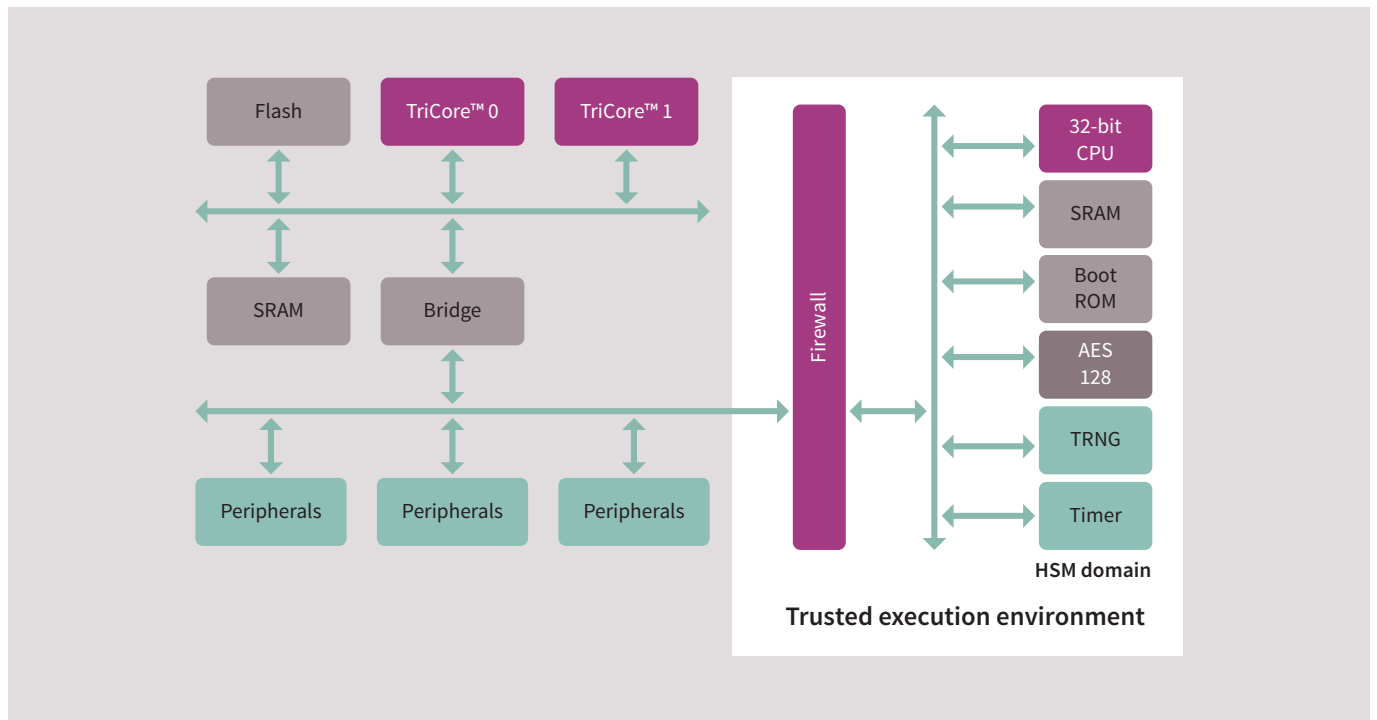 Flash
TriCore™ 0
TriCore™ 1
SRAM
Bridge
Peripherals
Peripherals
Peripherals
Firewall
32-bit
CPU
SRAM
Boot
ROM
AES
128
TRNG
Timer
HSM domain
Trusted execution environment